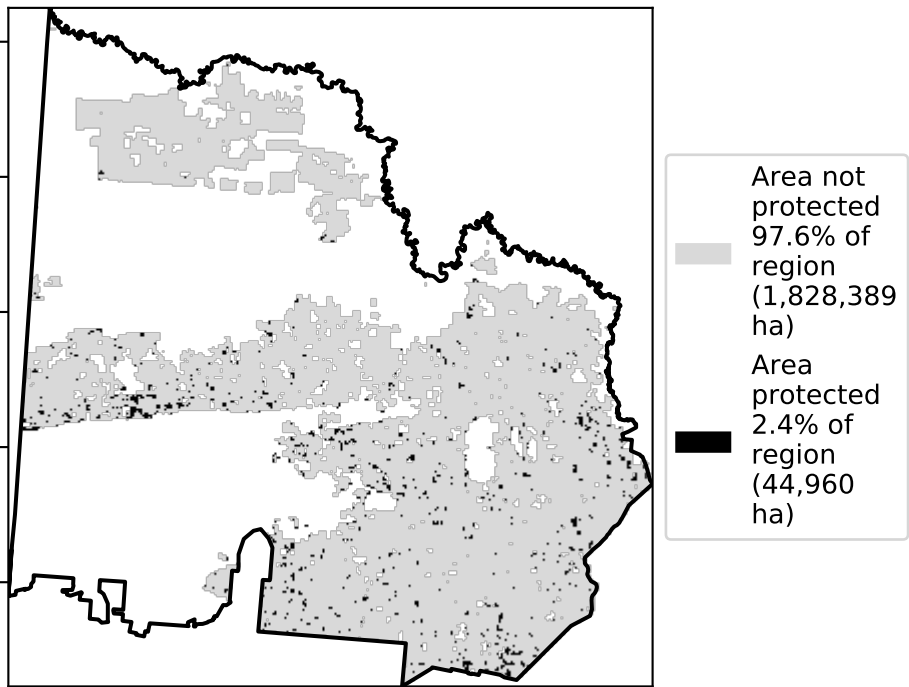 Area not
protected
97.6% of
region
(1,828,389
ha)
Area
protected
2.4% of
region
(44,960
ha)